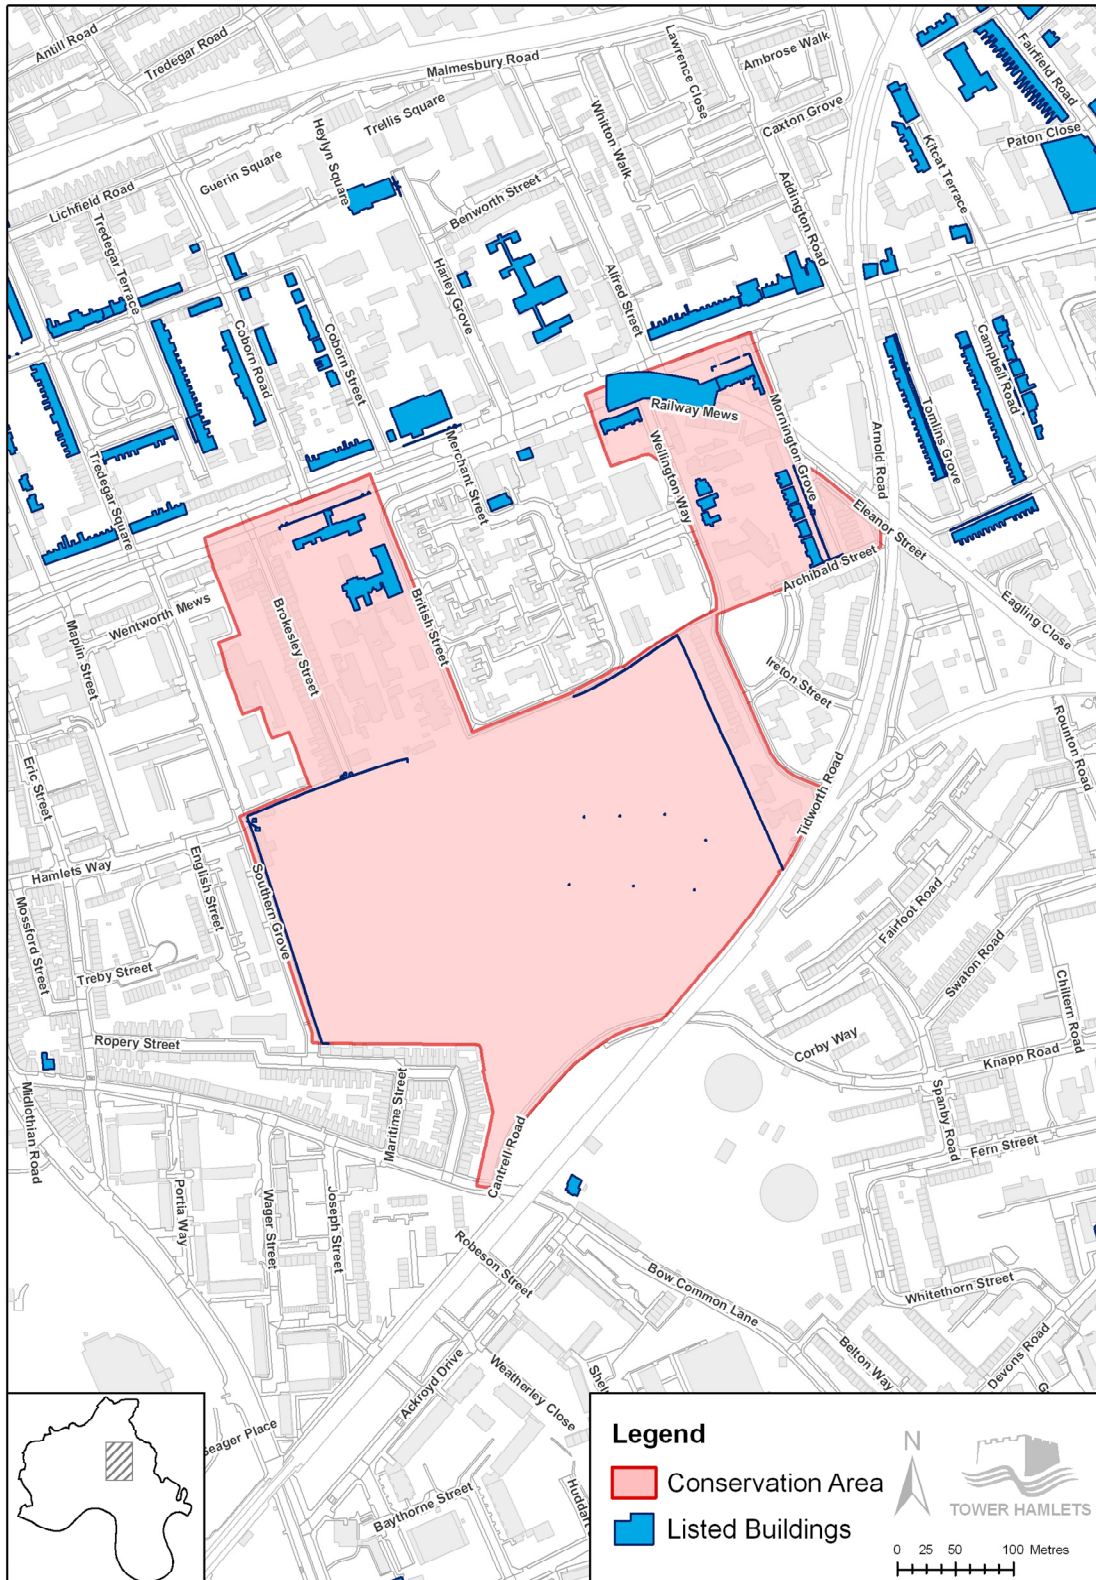 Antill Road
Tredegar Road
Malmesbury Road
Lawrence Close
Ambrose Walk
Fairfield Road
Trellis Square
Heylyn Square
Whitton Walk
Caxton Grove
Paton Close
Guerin Square
Kitcat Terrace
Lichfield Road
Benworth Street
Addington Road
Tredegar Terrace
Harley Grove
Alfred Street
Coborn Road
Coborn Street
Campbell Road
Railway Mews
Mornington Grove
Tomlins Grove
Arnold Road
Tredegar Square
Merchant Street
Wellington Way
Eleanor Street
Archibald Street
Wentworth Mews
Brokesley Street
British Street
Eagling Close
Maplin Street
Ireton Street
Rounton Road
Eric Street
Tidworth Road
Hamlets Way
English Street
Southern Grove
Fairfoot Road
Mossford Street
Treby Street
Swaton Road
Chiltern Road
Ropery Street
Corby Way
Knapp Road
Midlothian Road
Maritime Street
Spanby Road
Fern Street
Cantrell Road
Portia Way
Wager Street
Joseph Street
Robeson Street
Bow Common Lane
Whitethorn Street
Belton Way
Devons Road
Ackroyd Drive
Weatherley Close
Seager Place
Baythorne Street
Legend
Conservation Area
Listed Buildings
N
TOWER HAMLETS
0 25 50 100 Metres